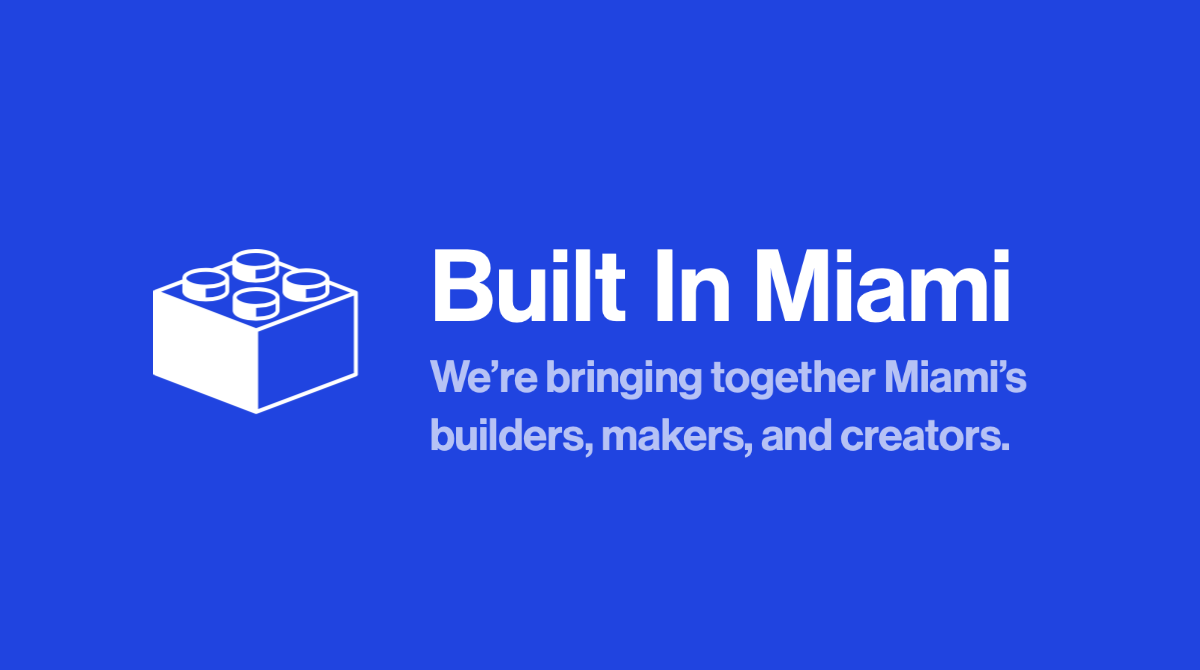 Built In Miami
We’re bringing together Miami’s
builders, makers, and creators.